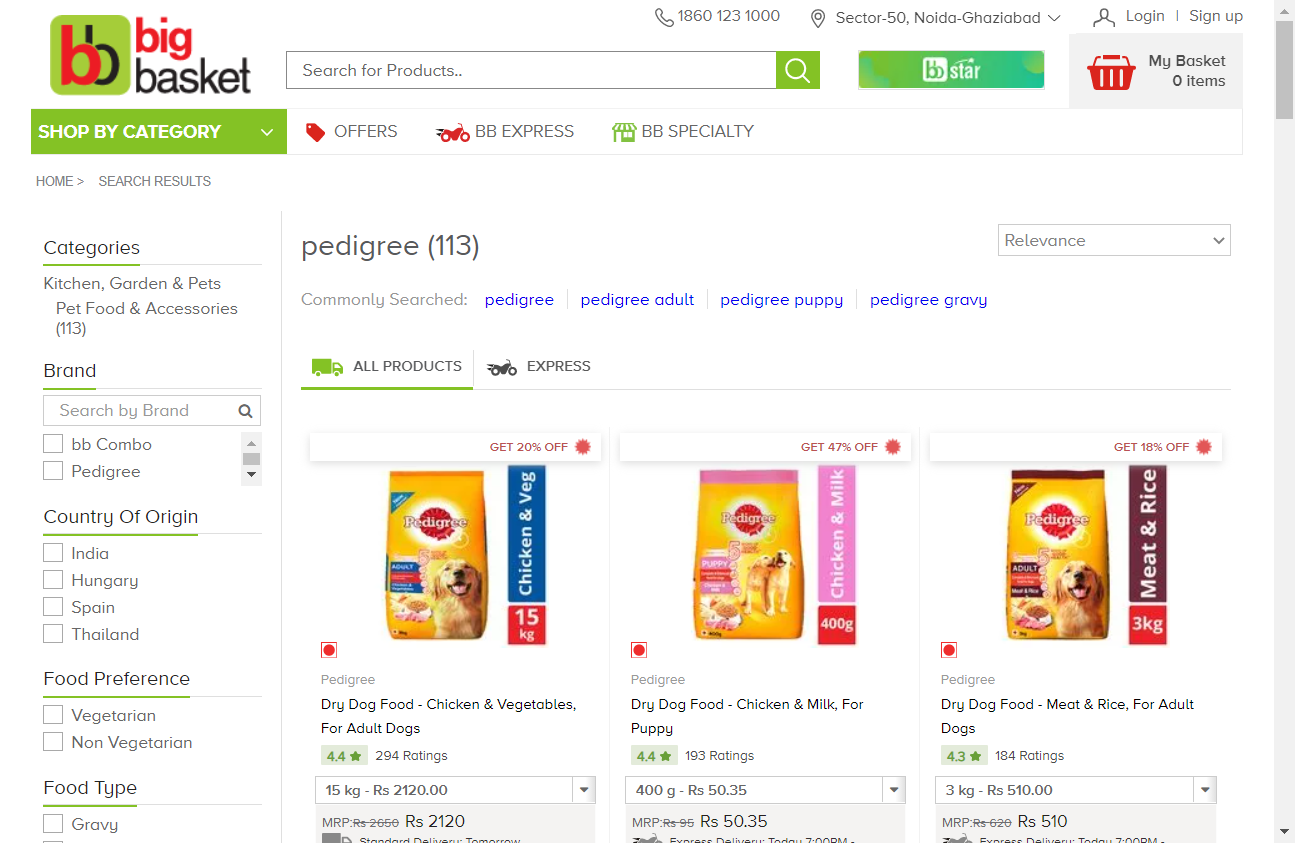 1860 123 1000
Sector-50, Noida-Ghaziabad
Login | Sign up
bb big basket
Search for Products..
bb star
My Basket
0 items
SHOP BY CATEGORY
OFFERS
BB EXPRESS
BB SPECIALTY
HOME > SEARCH RESULTS
Categories
Kitchen, Garden & Pets
Pet Food & Accessories
(113)
Brand
Search by Brand
bb Combo
Pedigree
Country Of Origin
India
Hungary
Spain
Thailand
Food Preference
Vegetarian
Non Vegetarian
Food Type
Gravy
pedigree (113)
Relevance
Commonly Searched: pedigree pedigree adult pedigree puppy pedigree gravy
ALL PRODUCTS
EXPRESS
GET 20% OFF
Pedigree
ADULT
Chicken & Veg
15 kg
Pedigree
Dry Dog Food - Chicken & Vegetables,
For Adult Dogs
4.4 294 Ratings
15 kg - Rs 2120.00
MRP:Rs 2650 Rs 2120
Standard Delivery: Tomorrow
GET 47% OFF
Pedigree
PUPPY
Chicken & Milk
400g
Pedigree
Dry Dog Food - Chicken & Milk, For
Puppy
4.4 193 Ratings
400 g - Rs 50.35
MRP:Rs 95 Rs 50.35
Express Delivery: Today 7:00PM -
GET 18% OFF
Pedigree
ADULT
Meat & Rice
Meat & Rice
3kg
Pedigree
Dry Dog Food - Meat & Rice, For Adult
Dogs
4.3 184 Ratings
3 kg - Rs 510.00
MRP:Rs 620 Rs 510
Express Delivery: Today 7:00PM -